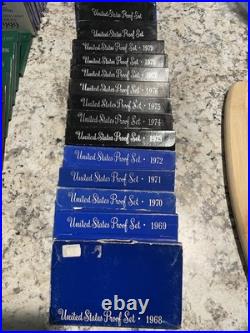 United States Proof Set
United States Proof Set
United States Proof Set • 1979
United States Proof Set •
United States Proof Set •
United States Proof Set • 1976
United States Proof Set • 1975
United States Proof Set • 1974
United States Proof Set • 1973
United States Proof Set • 1972
United States Proof Set • 1971
United States Proof Set • 1970
United States Proof Set • 1969
United States Proof Set • 1968